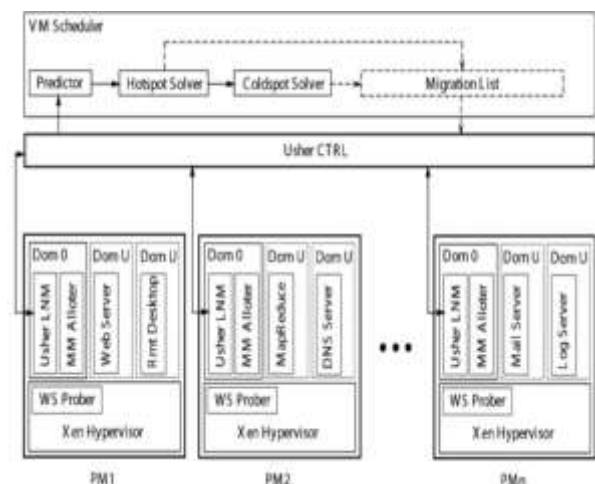 VM Scheduler
Predictor
Hotspot Solver
Coldspot Solver
Migration List
Usher CTRL
Dom 0
Dom U
Dom U
Usher LNM
MM Alloter
Web Server
Rmt Desktop
WS Prober
Xen Hypervisor
PM1
Dom 0
Dom U
Dom U
Usher LNM
MM Alloter
MapReduce
DNS Server
WS Prober
Xen Hypervisor
PM2
Dom 0
Dom U
Dom U
Usher LNM
MM Alloter
Mail Server
Log Server
WS Prober
Xen Hypervisor
PMn